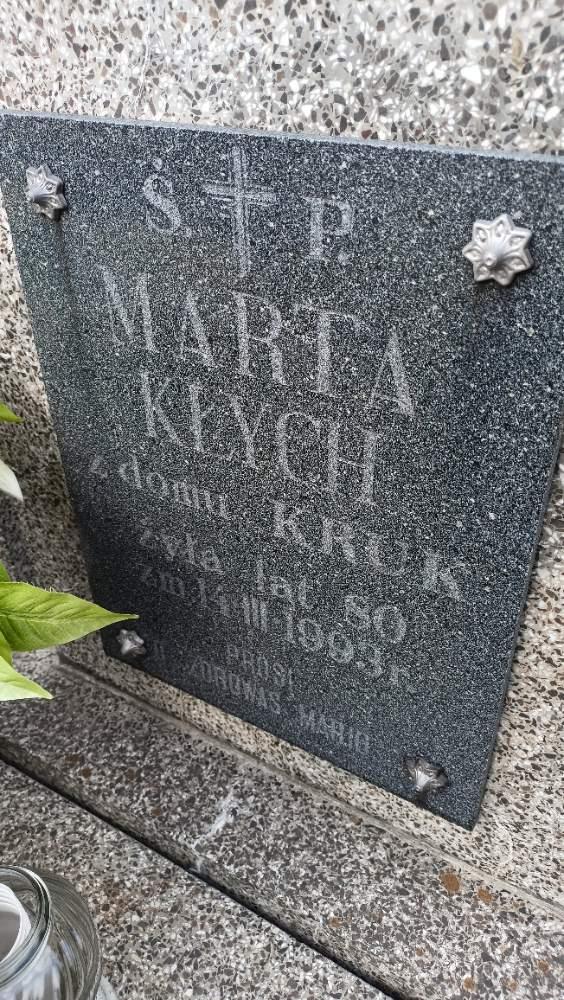 Ś. P.
MARTA
KŁYCH
z domu KRUK
żyła lat 80
zm. 14 III 1993 r.
PROSI
O ZDROWAŚ MARIO